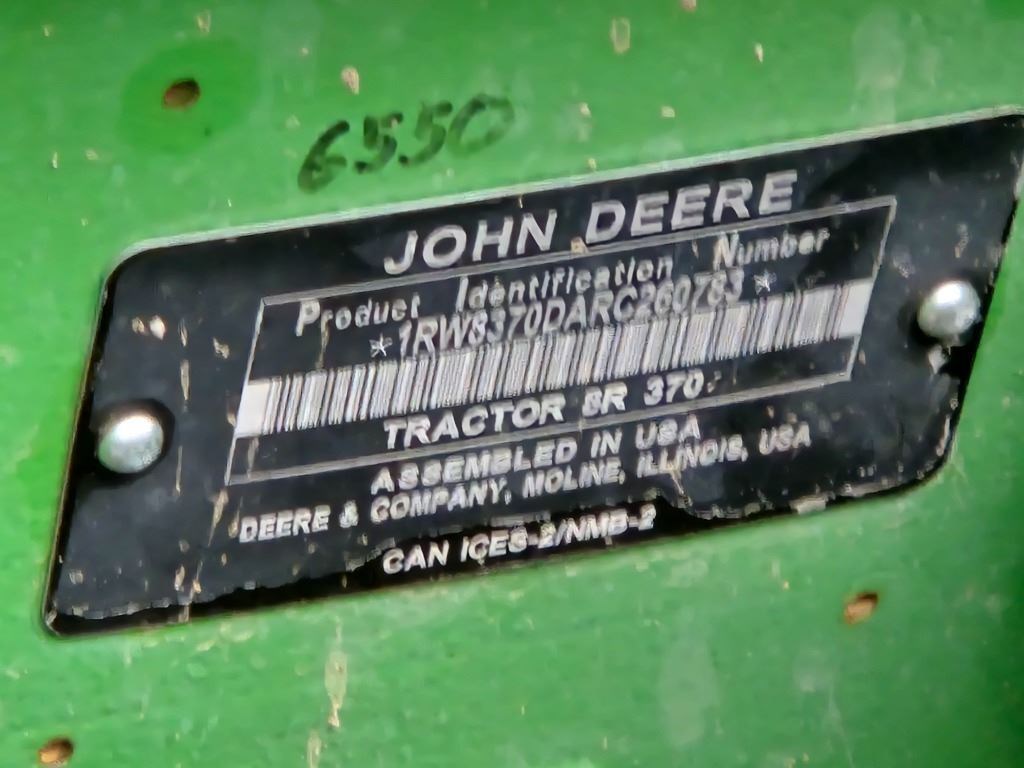 6550
JOHN DEERE
Product Identification Number
*1RW8370DARC260783*
TRACTOR 8R 370
ASSEMBLED IN USA
DEERE & COMPANY, MOLINE, ILLINOIS, USA
CAN ICES-2/NMB-2